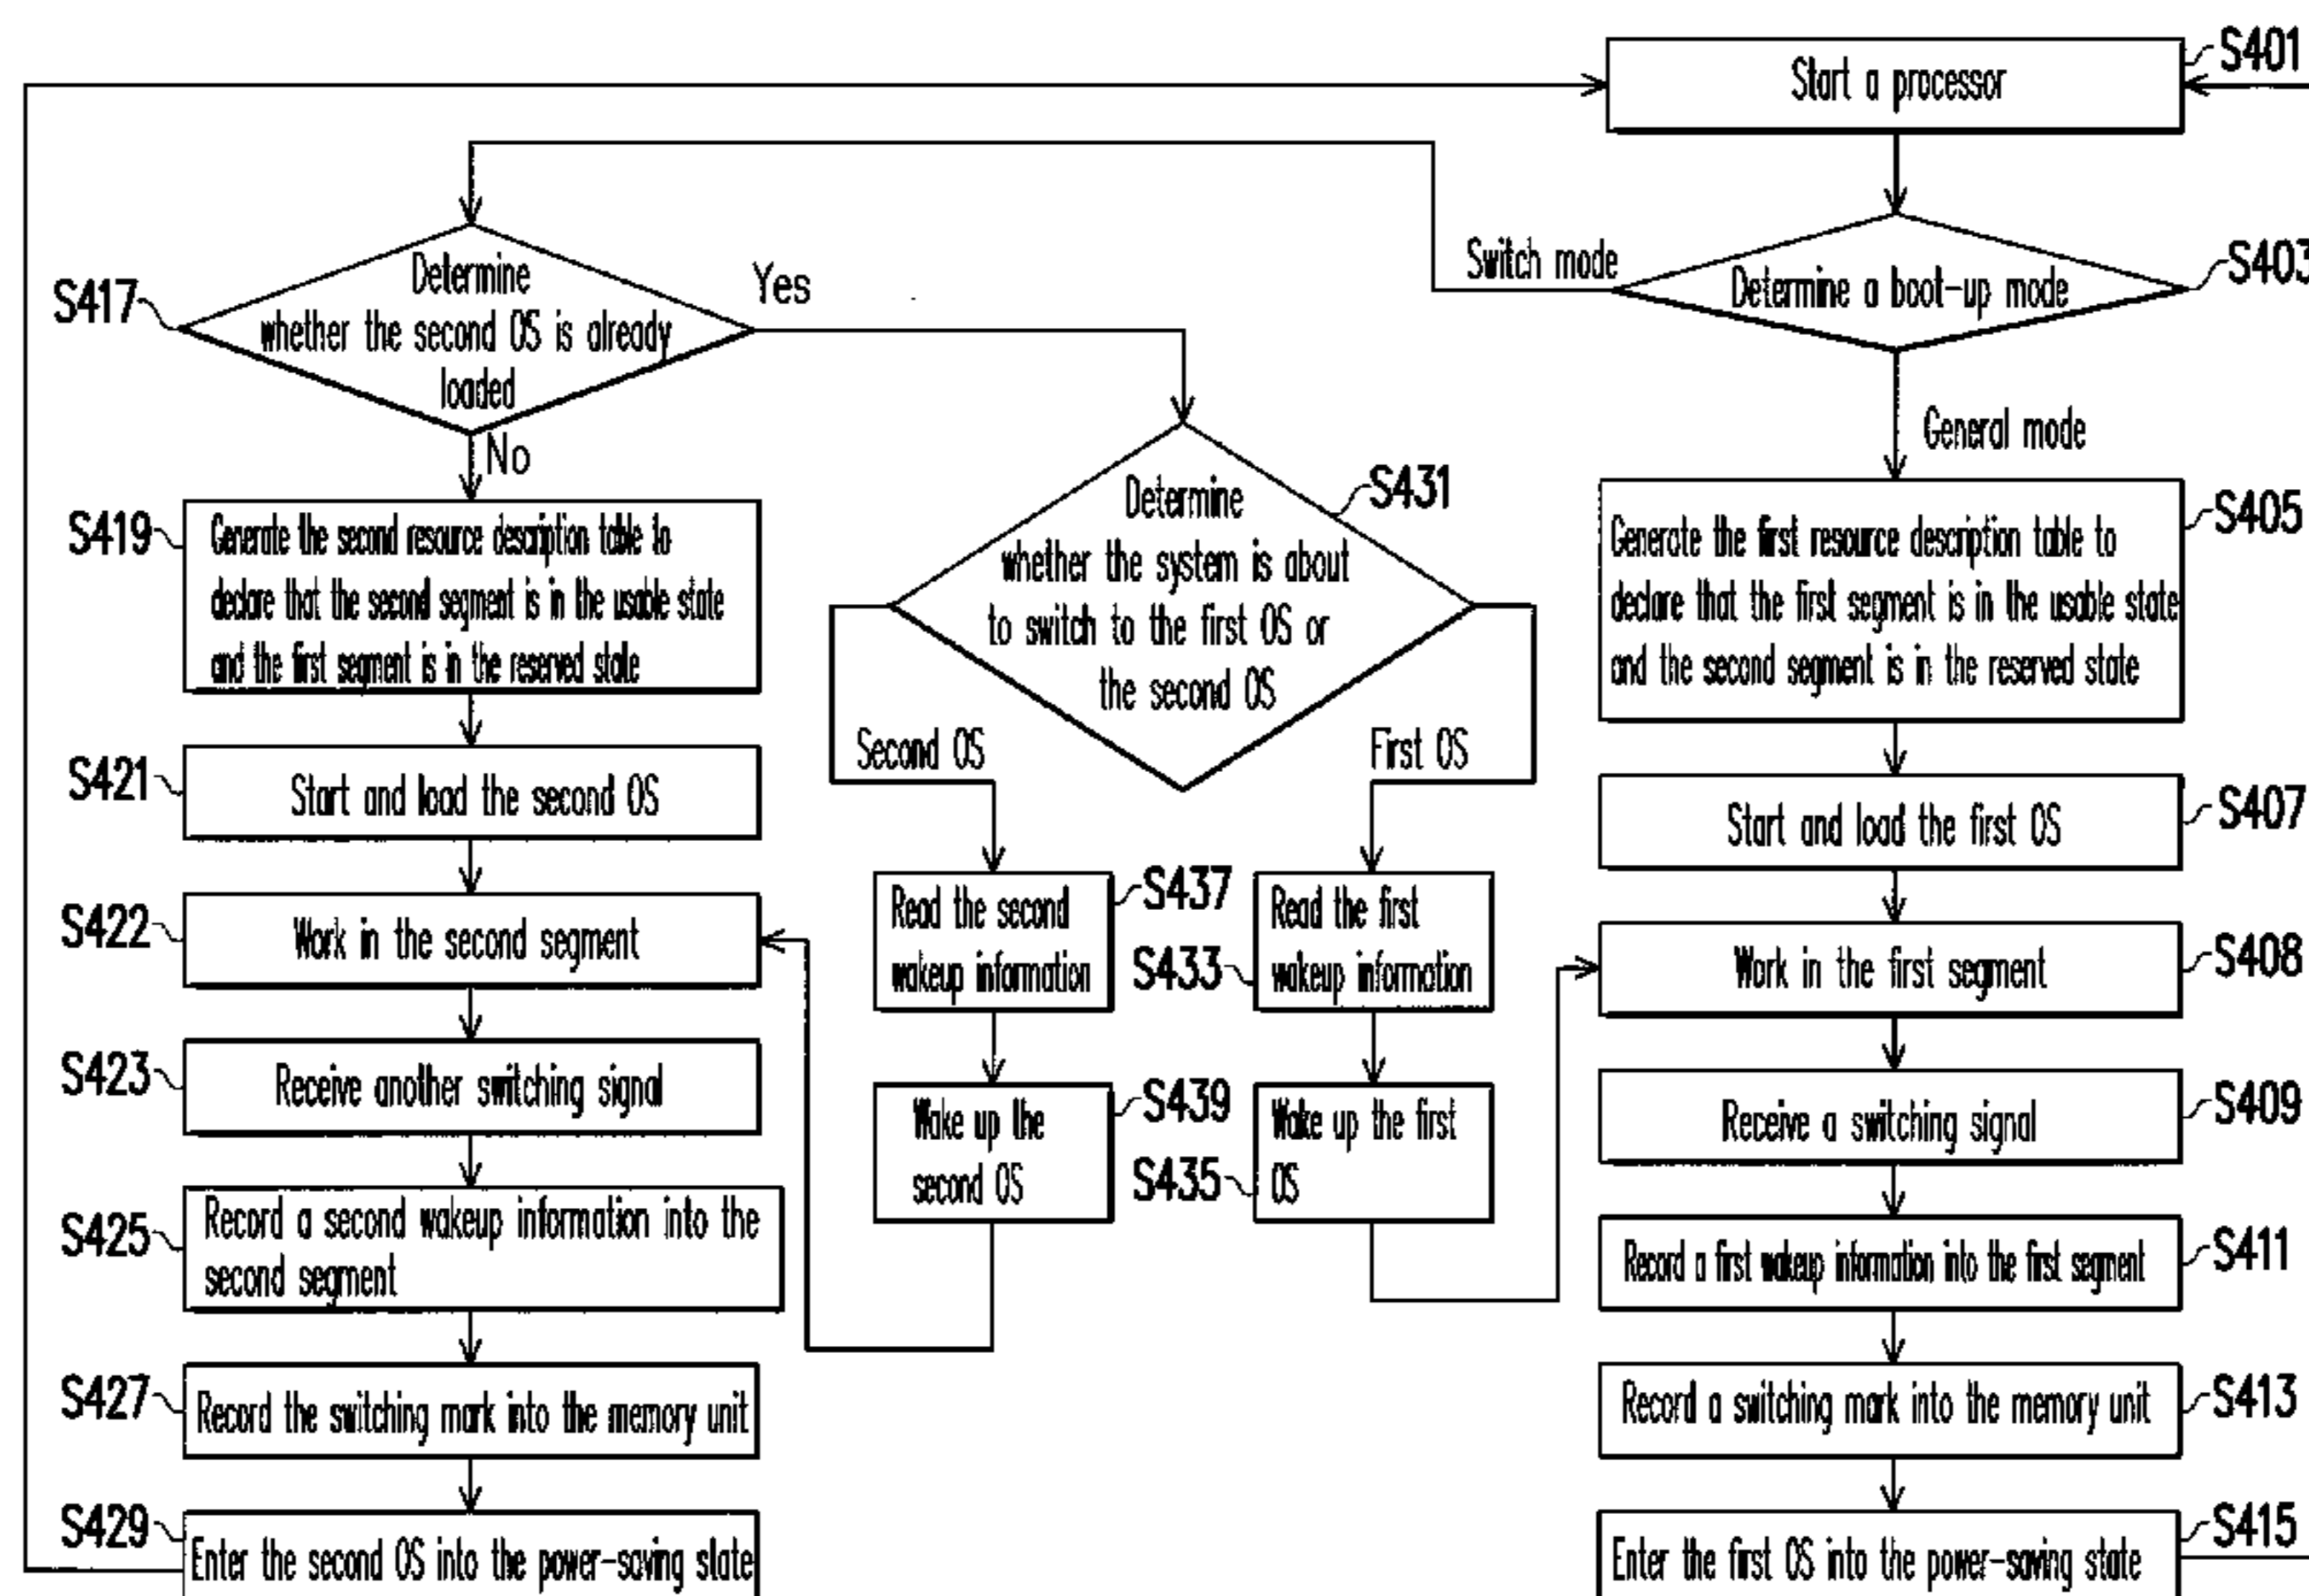 S401
Start a processor
Switch mode
Determine a boot-up mode
S403
General mode
S417
Determine
whether the second OS is already
loaded
Yes
No
S419
Generate the second resource description table to
declare that the second segment is in the usable state
and the first segment is in the reserved state
S431
Determine
whether the system is about
to switch to the first OS or
the second OS
Second OS
First OS
S405
Generate the first resource description table to
declare that the first segment is in the usable state
and the second segment is in the reserved state
S421
Start and load the second OS
S407
Start and load the first OS
S422
Work in the second segment
S437
Read the second
wakeup information
S433
Read the first
wakeup information
S408
Work in the first segment
S423
Receive another switching signal
S439
Wake up the
second OS
S435
Wake up the first
OS
S409
Receive a switching signal
S425
Record a second wakeup information into the
second segment
S411
Record a first wakeup information into the first segment
S427
Record the switching mark into the memory unit
S413
Record a switching mark into the memory unit
S429
Enter the second OS into the power-saving state
S415
Enter the first OS into the power-saving state